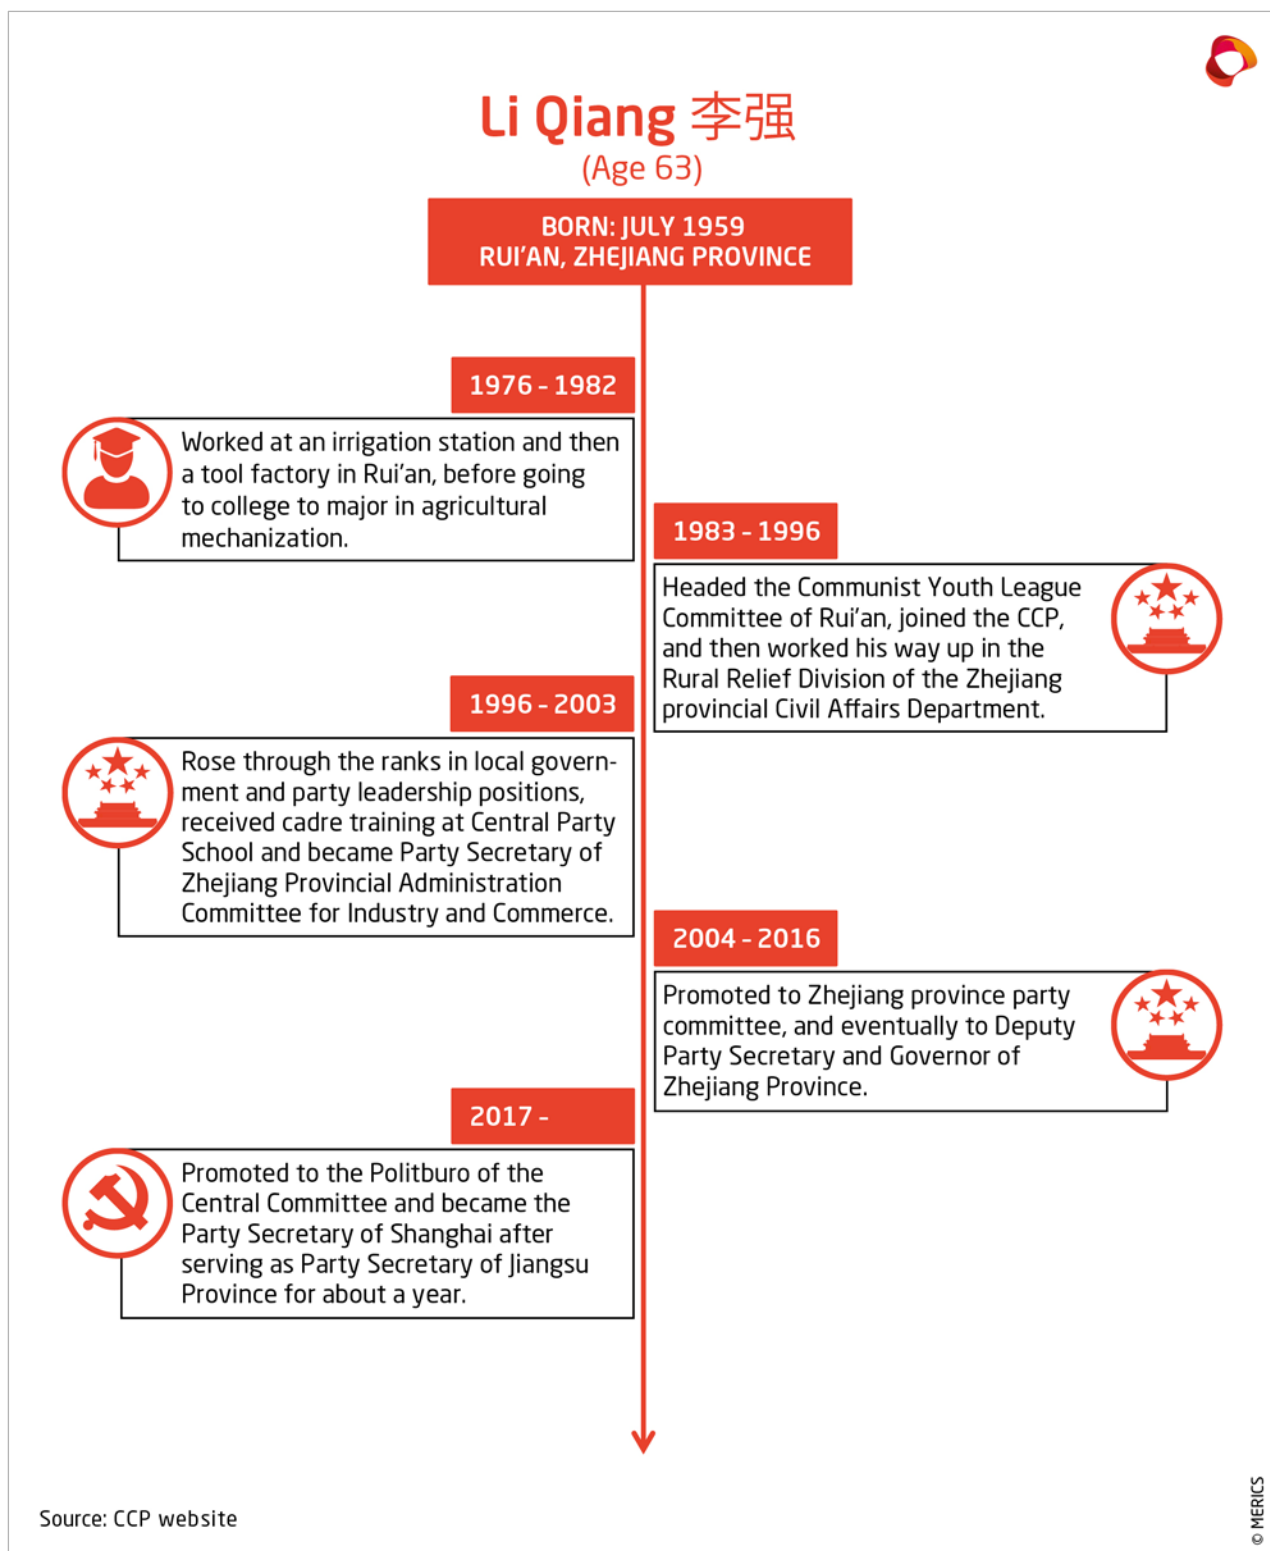 Li Qiang 李强
(Age 63)
BORN: JULY 1959
RUI'AN, ZHEJIANG PROVINCE
1976 - 1982
Worked at an irrigation station and then
a tool factory in Rui'an, before going
to college to major in agricultural
mechanization.
1983 - 1996
Headed the Communist Youth League
Committee of Rui'an, joined the CCP,
and then worked his way up in the
Rural Relief Division of the Zhejiang
provincial Civil Affairs Department.
1996 - 2003
Rose through the ranks in local govern-
ment and party leadership positions,
received cadre training at Central Party
School and became Party Secretary of
Zhejiang Provincial Administration
Committee for Industry and Commerce.
2004 - 2016
Promoted to Zhejiang province party
committee, and eventually to Deputy
Party Secretary and Governor of
Zhejiang Province.
2017 -
Promoted to the Politburo of the
Central Committee and became the
Party Secretary of Shanghai after
serving as Party Secretary of Jiangsu
Province for about a year.
Source: CCP website
© MERICS